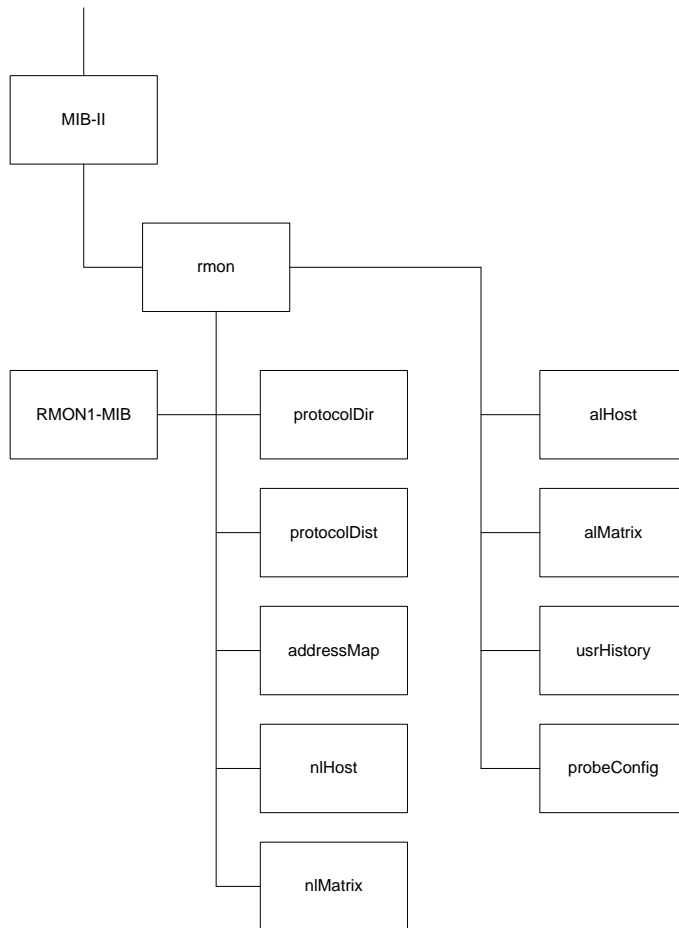 MIB-II
rmon
RMON1-MIB
protocolDir
alHost
protocolDist
alMatrix
addressMap
usrHistory
nlHost
probeConfig
nlMatrix